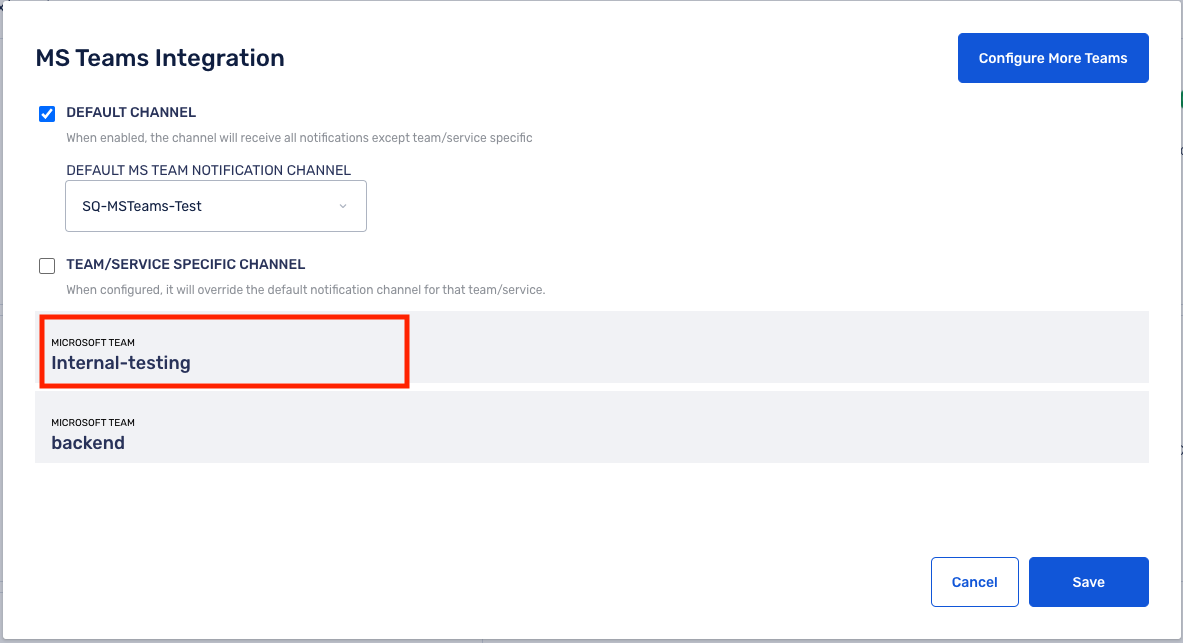 MS Teams Integration
Configure More Teams
DEFAULT CHANNEL
When enabled, the channel will receive all notifications except team/service specific
DEFAULT MS TEAM NOTIFICATION CHANNEL
SQ-MSTeams-Test
TEAM/SERVICE SPECIFIC CHANNEL
When configured, it will override the default notification channel for that team/service.
MICROSOFT TEAM
Internal-testing
MICROSOFT TEAM
backend
Cancel
Save